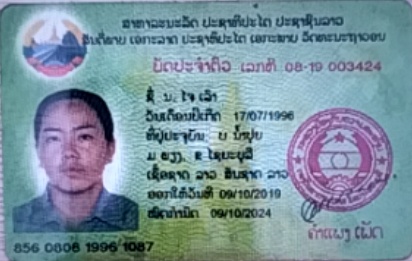 ສາທາລະນະລັດ ປະຊາທິປະໄຕ ປະຊາຊົນລາວ
ສັນຕິພາບ ເອກະລາດ ປະຊາທິປະໄຕ ເອກະພາບ ວັດທະນະຖາວອນ
ບັດປະຈຳຕົວ ເລກທີ 08-19 003424
ຊື່ ນ. ໄຈ ເລົາ
ວັນເດືອນປີເກີດ 17/07/1996
ທີ່ຢູ່ປະຈຸບັນ ບ ນ້ຳປຸຍ
ມ ພຽງ ຂ ໄຊຍະບູລີ
ເຊື້ອຊາດ ລາວ ສັນຊາດ ລາວ
ອອກໃຫ້ວັນທີ 09/10/2019
ໝົດກຳນົດ 09/10/2024
856 0808 1996 1087